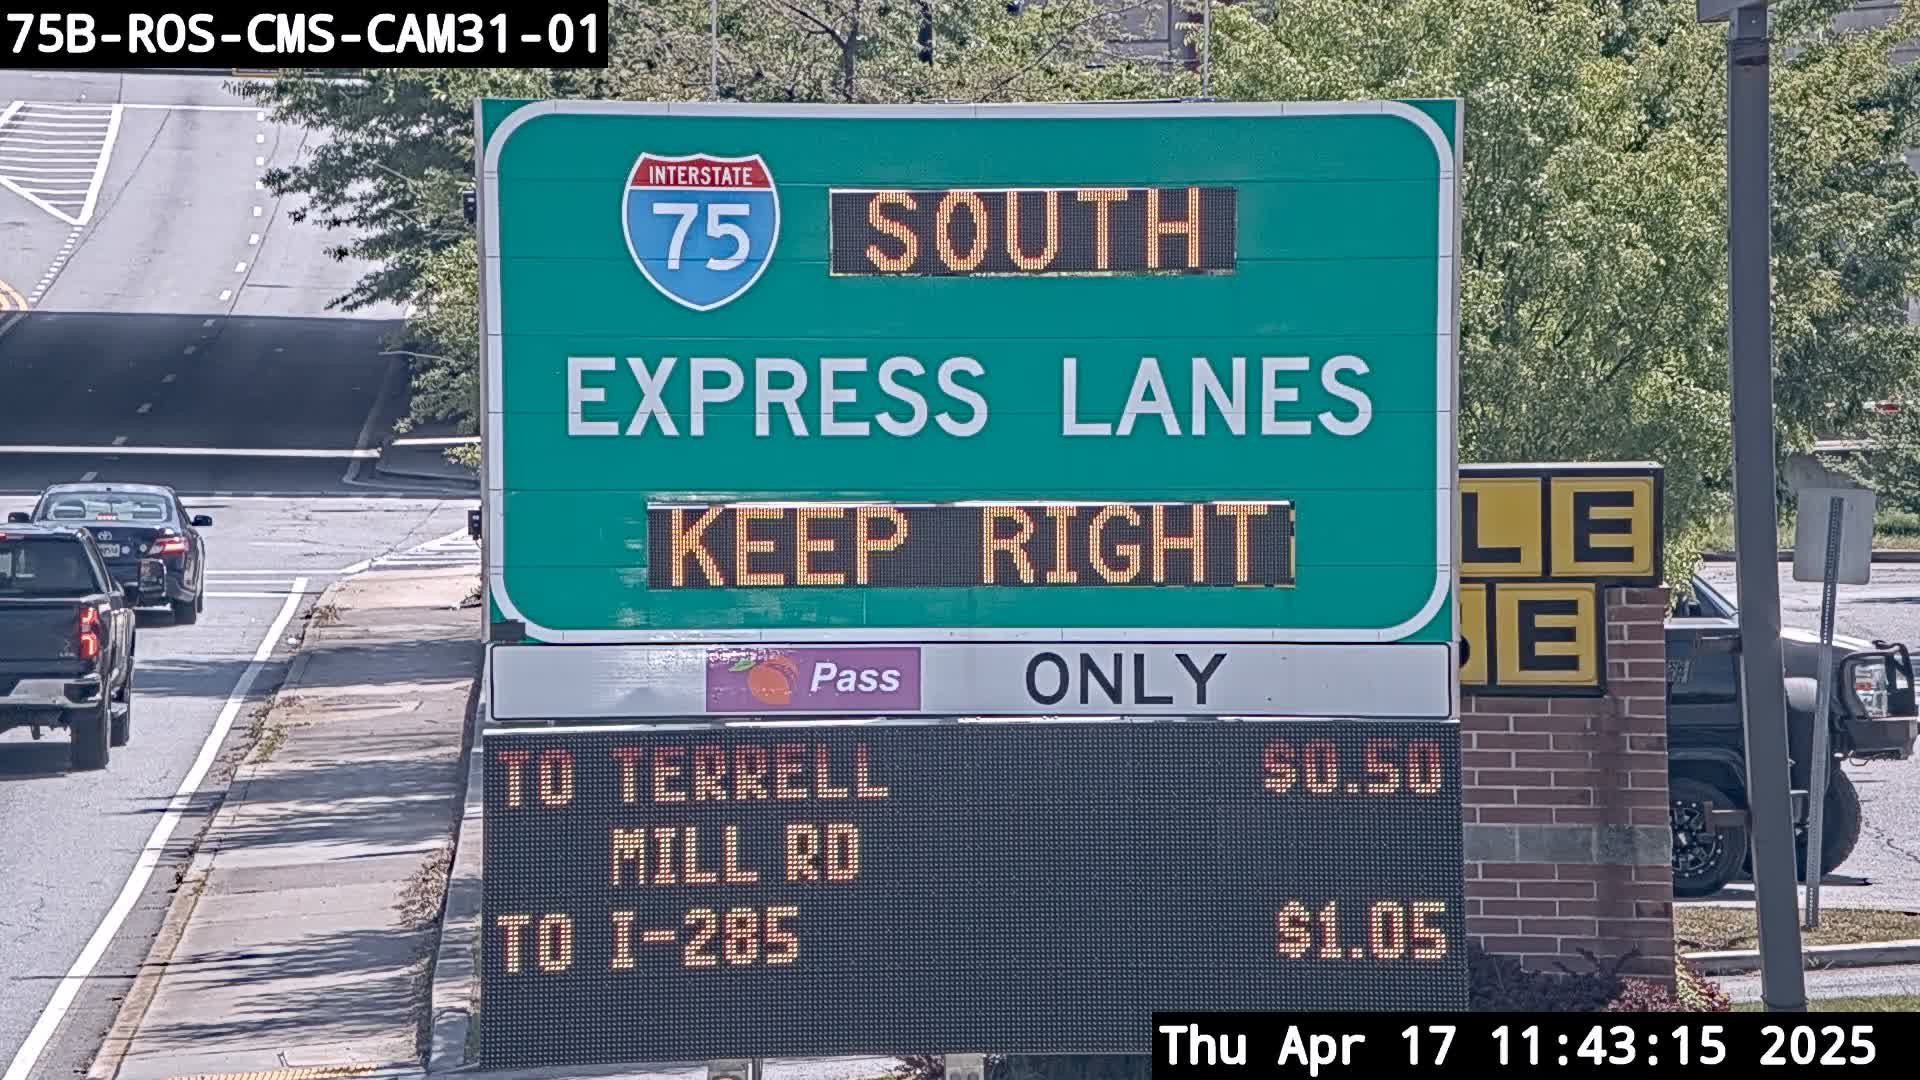 75B-ROS-CMS-CAM31-01
INTERSTATE
75
SOUTH
EXPRESS LANES
KEEP RIGHT
Pass ONLY
TO TERRELL $0.50
MILL RD
TO I-285 $1.05
LE
E
Thu Apr 17 11:43:15 2025